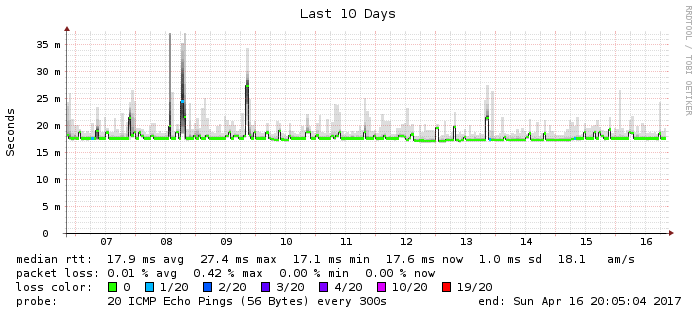 Last 10 Days
RRDTOOL / TOBI OETIKER
Seconds
35 m
30 m
25 m
20 m
15 m
10 m
5 m
0
07 08 09 10 11 12 13 14 15 16
median rtt: 17.9 ms avg 27.4 ms max 17.1 ms min 17.6 ms now 1.0 ms sd 18.1 am/s
packet loss: 0.01 % avg 0.42 % max 0.00 % min 0.00 % now
loss color: 0 1/20 2/20 3/20 4/20 10/20 19/20
probe: 20 ICMP Echo Pings (56 Bytes) every 300s end: Sun Apr 16 20:05:04 2017